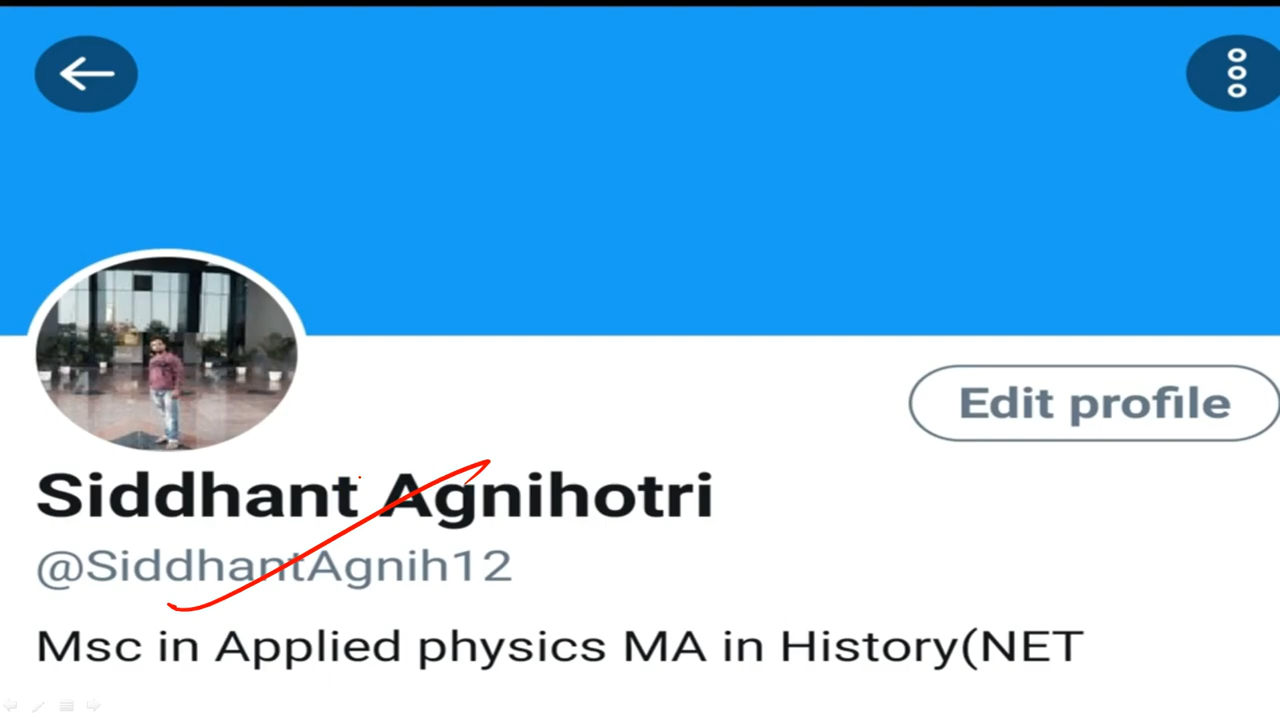 Edit profile
Siddhant Agnihotri
@SiddhantAgnih12
Msc in Applied physics MA in History(NET